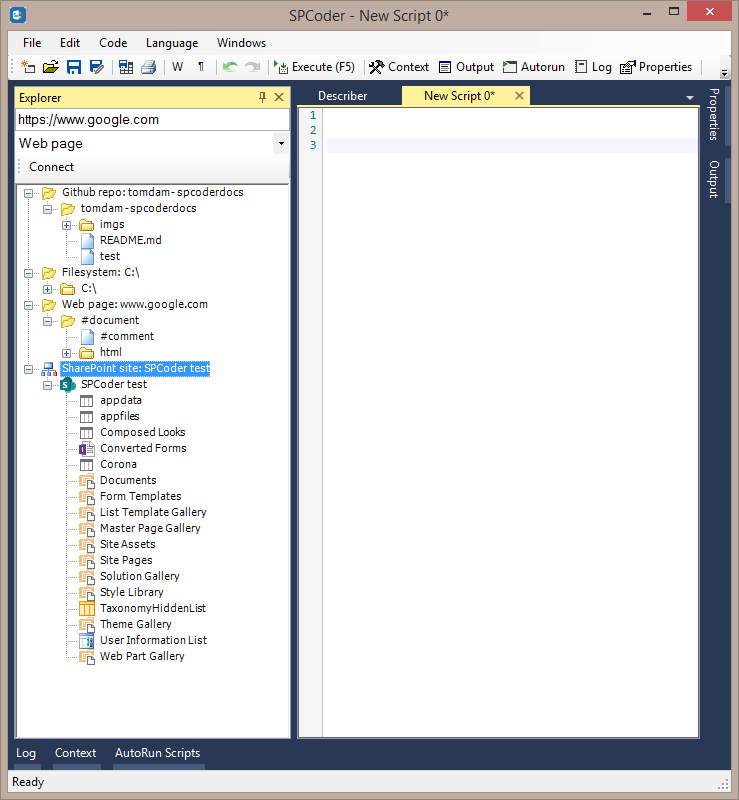 SPCoder - New Script 0*
File Edit Code Language Windows
W ¶ Execute (F5) Context Output Autorun Log Properties
Explorer
https://www.google.com
Web page
Connect
Github repo: tomdam-spcoderdocs
tomdam-spcoderdocs
imgs
README.md
test
Filesystem: C:\
C:\
Web page: www.google.com
#document
#comment
html
SharePoint site: SPCoder test
SPCoder test
appdata
appfiles
Composed Looks
Converted Forms
Corona
Documents
Form Templates
List Template Gallery
Master Page Gallery
Site Assets
Site Pages
Solution Gallery
Style Library
TaxonomyHiddenList
Theme Gallery
User Information List
Web Part Gallery
Describer New Script 0*
1
2
3
Properties
Output
Log Context AutoRun Scripts
Ready